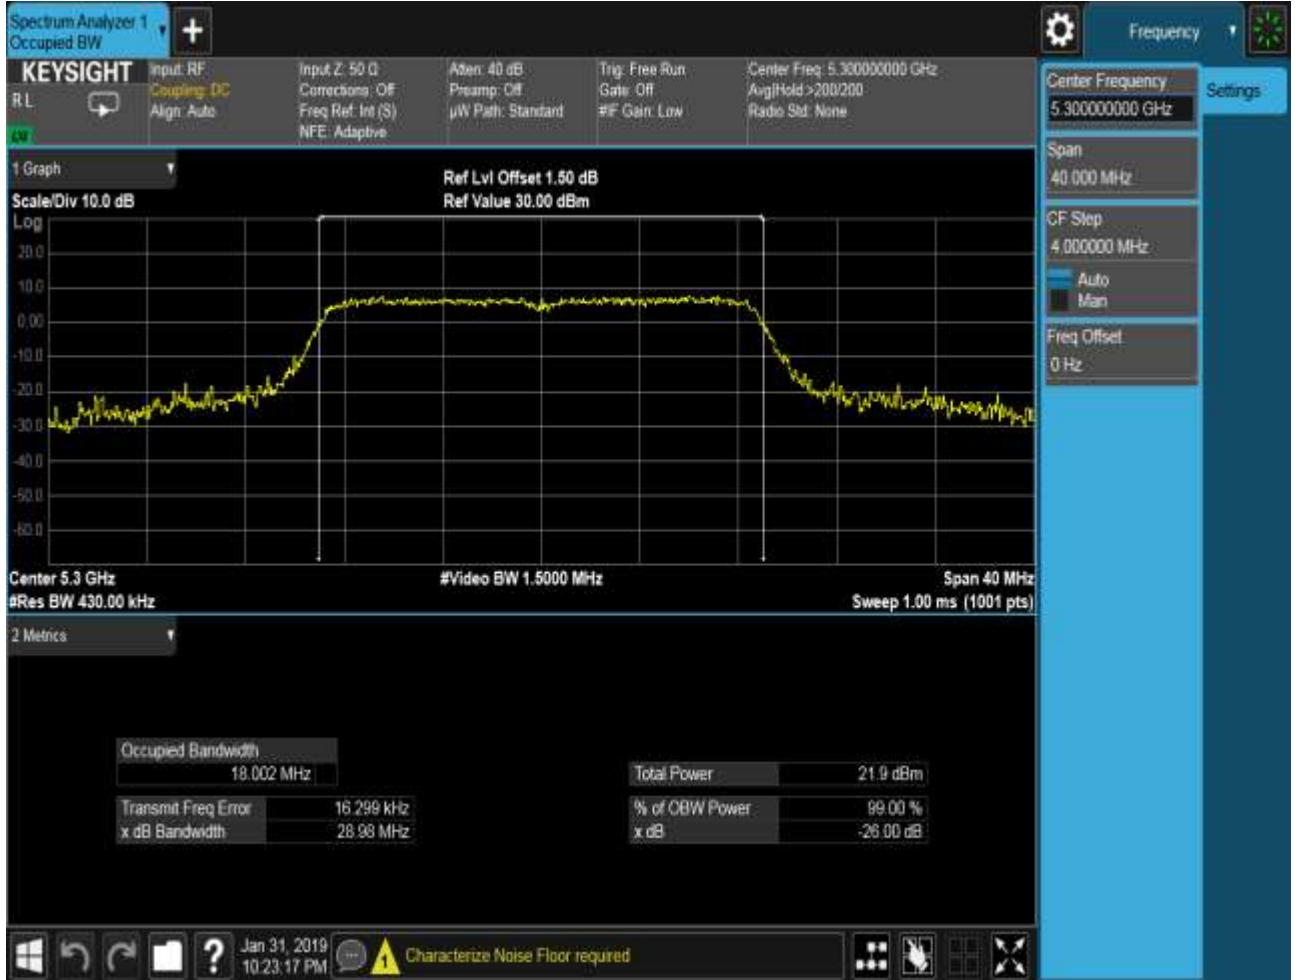 Spectrum Analyzer 1
Occupied BW
Frequency
KEYSIGHT
R L
Input: RF
Coupling: DC
Align: Auto
Input Z: 50 Ω
Corrections: Off
Freq Ref: Int (S)
NFE: Adaptive
Atten: 40 dB
Preamp: Off
µW Path: Standard
Trig: Free Run
Gate: Off
#IF Gain: Low
Center Freq: 5.300000000 GHz
Avg|Hold:>200/200
Radio Std: None
Center Frequency
5.300000000 GHz
Settings
Span
40.000 MHz
CF Step
4.000000 MHz
Auto
Man
Freq Offset
0 Hz
1 Graph
Scale/Div 10.0 dB
Ref Lvl Offset 1.50 dB
Ref Value 30.00 dBm
Log
20.0
10.0
0.00
-10.0
-20.0
-30.0
-40.0
-50.0
-60.0
Center 5.3 GHz
#Video BW 1.5000 MHz
Span 40 MHz
#Res BW 430.00 kHz
Sweep 1.00 ms (1001 pts)
2 Metrics
Occupied Bandwidth
18.002 MHz
Transmit Freq Error 16.299 kHz
x dB Bandwidth 28.98 MHz
Total Power 21.9 dBm
% of OBW Power 99.00 %
x dB -26.00 dB
Jan 31, 2019
10:23:17 PM
1
Characterize Noise Floor required